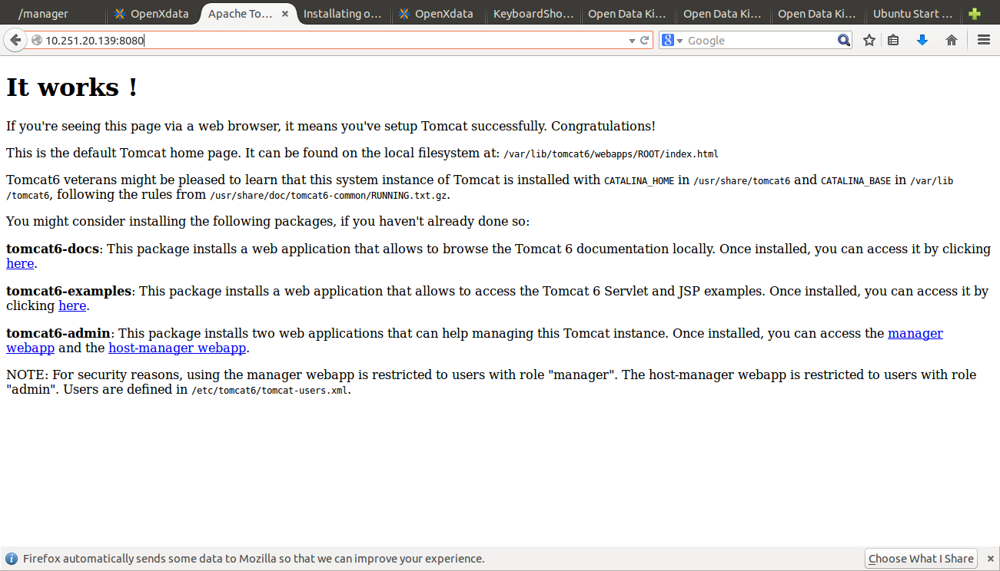 /manager
OpenXdata
Apache To...
Installating o...
OpenXdata
KeyboardSho...
Open Data Ki...
Open Data Ki...
Open Data Ki...
Ubuntu Start ...
10.251.20.139:8080
8
Google
It works !
If you're seeing this page via a web browser, it means you've setup Tomcat successfully. Congratulations!
This is the default Tomcat home page. It can be found on the local filesystem at: /var/lib/tomcat6/webapps/ROOT/index.html
Tomcat6 veterans might be pleased to learn that this system instance of Tomcat is installed with CATALINA_HOME in /usr/share/tomcat6 and CATALINA_BASE in /var/lib
/tomcat6, following the rules from /usr/share/doc/tomcat6-common/RUNNING.txt.gz.
You might consider installing the following packages, if you haven't already done so:
tomcat6-docs: This package installs a web application that allows to browse the Tomcat 6 documentation locally. Once installed, you can access it by clicking
here.
tomcat6-examples: This package installs a web application that allows to access the Tomcat 6 Servlet and JSP examples. Once installed, you can access it by
clicking here.
tomcat6-admin: This package installs two web applications that can help managing this Tomcat instance. Once installed, you can access the manager
webapp and the host-manager webapp.
NOTE: For security reasons, using the manager webapp is restricted to users with role "manager". The host-manager webapp is restricted to users with role
"admin". Users are defined in /etc/tomcat6/tomcat-users.xml.
Firefox automatically sends some data to Mozilla so that we can improve your experience.
Choose What I Share